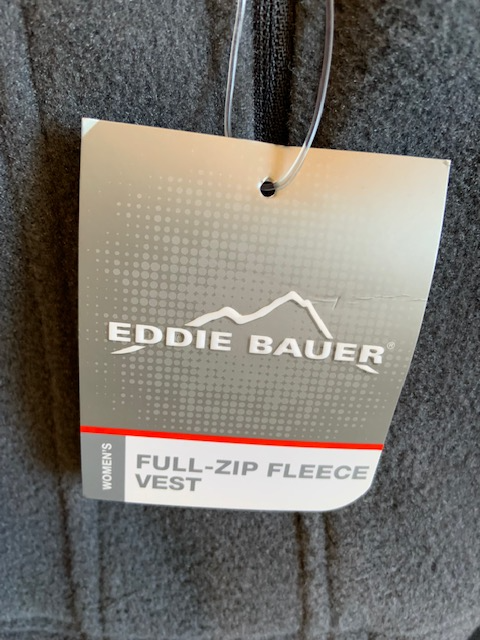 EDDIE BAUER®
WOMEN'S
FULL-ZIP FLEECE
VEST